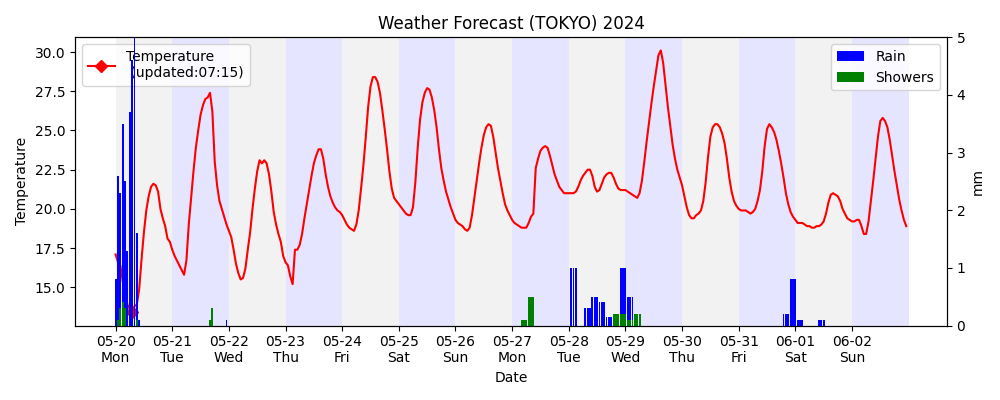 Weather Forecast (TOKYO) 2024
Temperature
(updated:07:15)
Rain
Showers
Temperature
30.0
27.5
25.0
22.5
20.0
17.5
15.0
5
4
3
2
1
0
mm
05-20 05-21 05-22 05-23 05-24 05-25 05-26 05-27 05-28 05-29 05-30 05-31 06-01 06-02
Mon Tue Wed Thu Fri Sat Sun Mon Tue Wed Thu Fri Sat Sun
Date